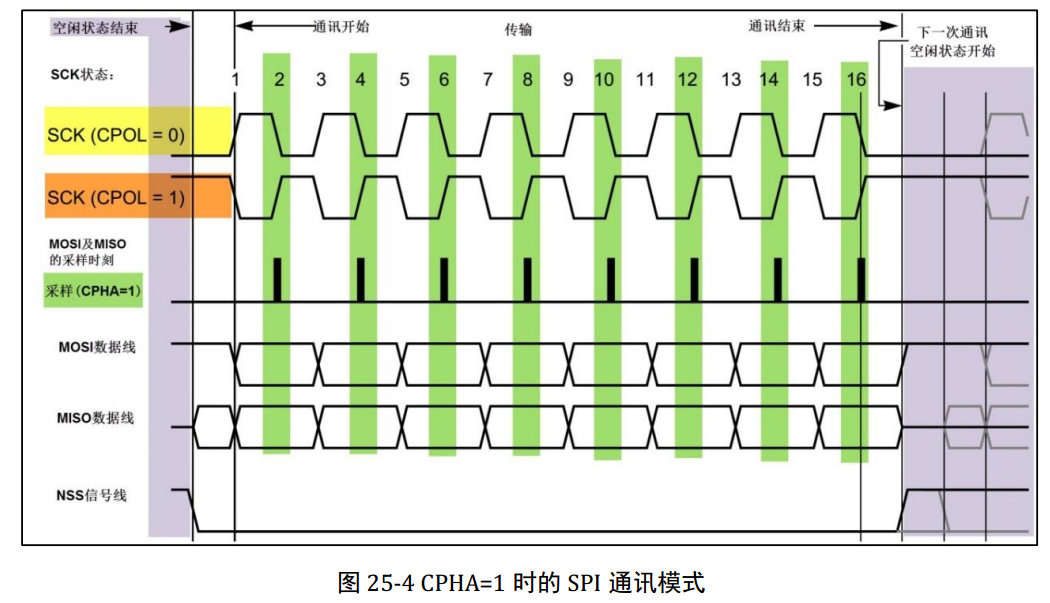 空闲状态结束
通讯开始
传输
通讯结束
下一次通讯
空闲状态开始
SCK状态:
1 2 3 4 5 6 7 8 9 10 11 12 13 14 15 16
SCK (CPOL = 0)
SCK (CPOL = 1)
MOSI及MISO
的采样时刻
采样(CPHA=1)
MOSI数据线
MISO数据线
NSS信号线
图 25-4 CPHA=1 时的 SPI 通讯模式